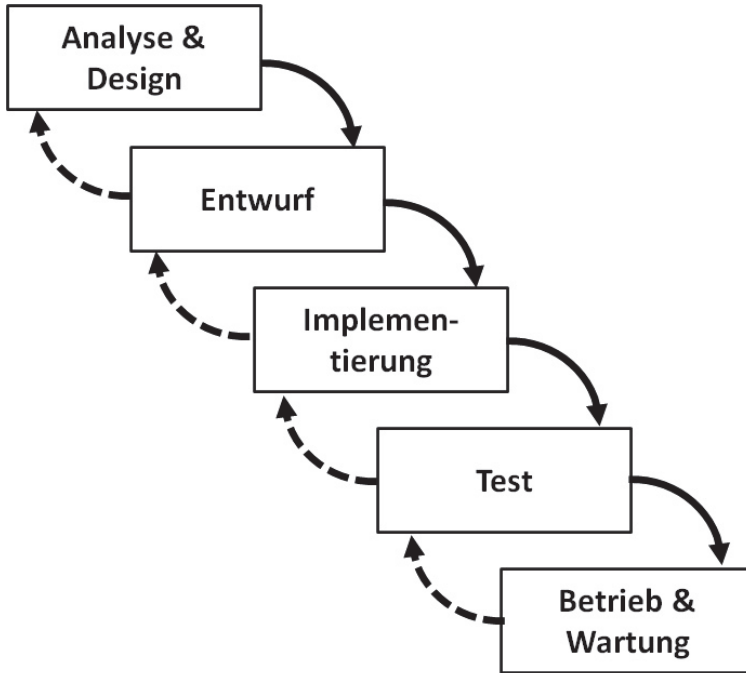 Analyse &
Design
Entwurf
Implemen-
tierung
Test
Betrieb &
Wartung